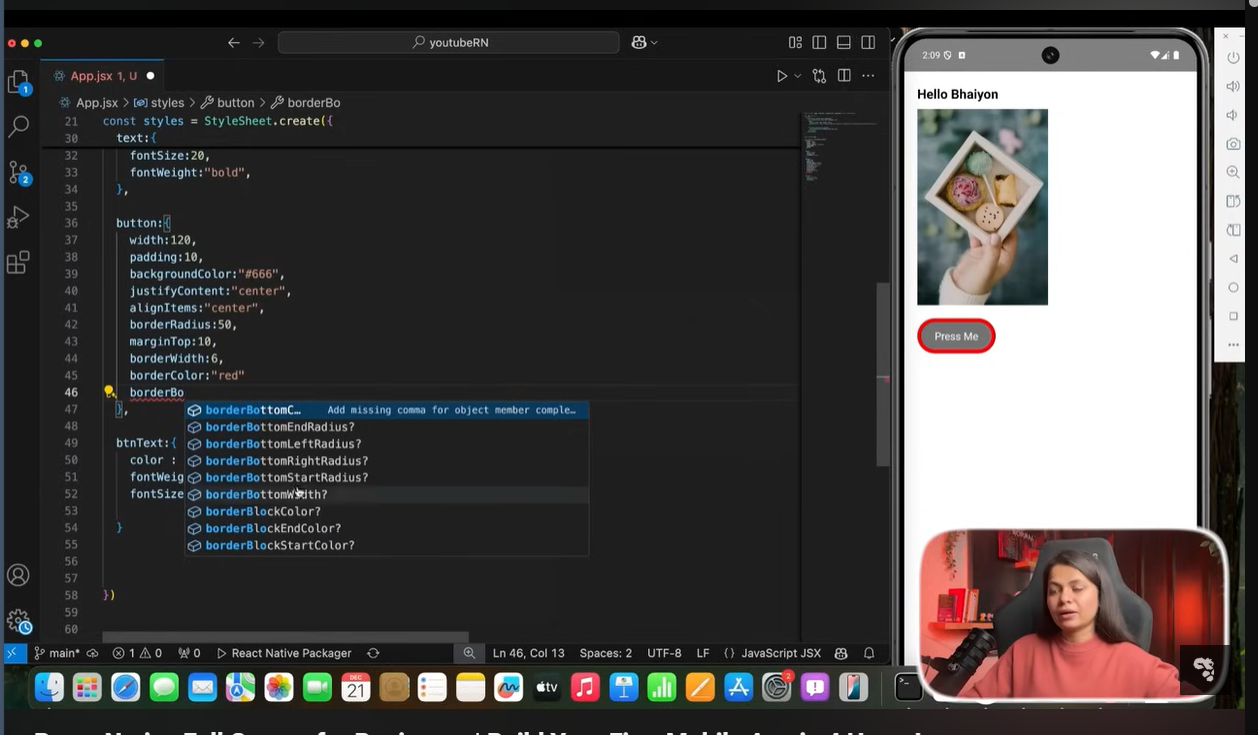 youtubeRN
App.jsx 1, U
App.jsx > styles > button > borderBo
21 const styles = StyleSheet.create({
30 text:{
32 fontSize:20,
33 fontWeight:"bold",
34 },
35
36 button:{
37 width:120,
38 padding:10,
39 backgroundColor:"#666",
40 justifyContent:"center",
41 alignItems:"center",
42 borderRadius:50,
43 marginTop:10,
44 borderWidth:6,
45 borderColor:"red"
46 borderBo
47 },
borderBottomC… Add missing comma for object member comple…
borderBottomEndRadius?
borderBottomLeftRadius?
borderBottomRightRadius?
borderBottomStartRadius?
borderBottomWidth?
borderBlockColor?
borderBlockEndColor?
borderBlockStartColor?
48
49 btnText:{
50 color :
51 fontWeig
52 fontSize
53
54 }
55
56
57
58 })
59
60
main* 1 0 0 React Native Packager Ln 46, Col 13 Spaces: 2 UTF-8 LF {} JavaScript JSX
1
2
2:09
Hello Bhaiyon
Press Me
DEC
21
tv
2